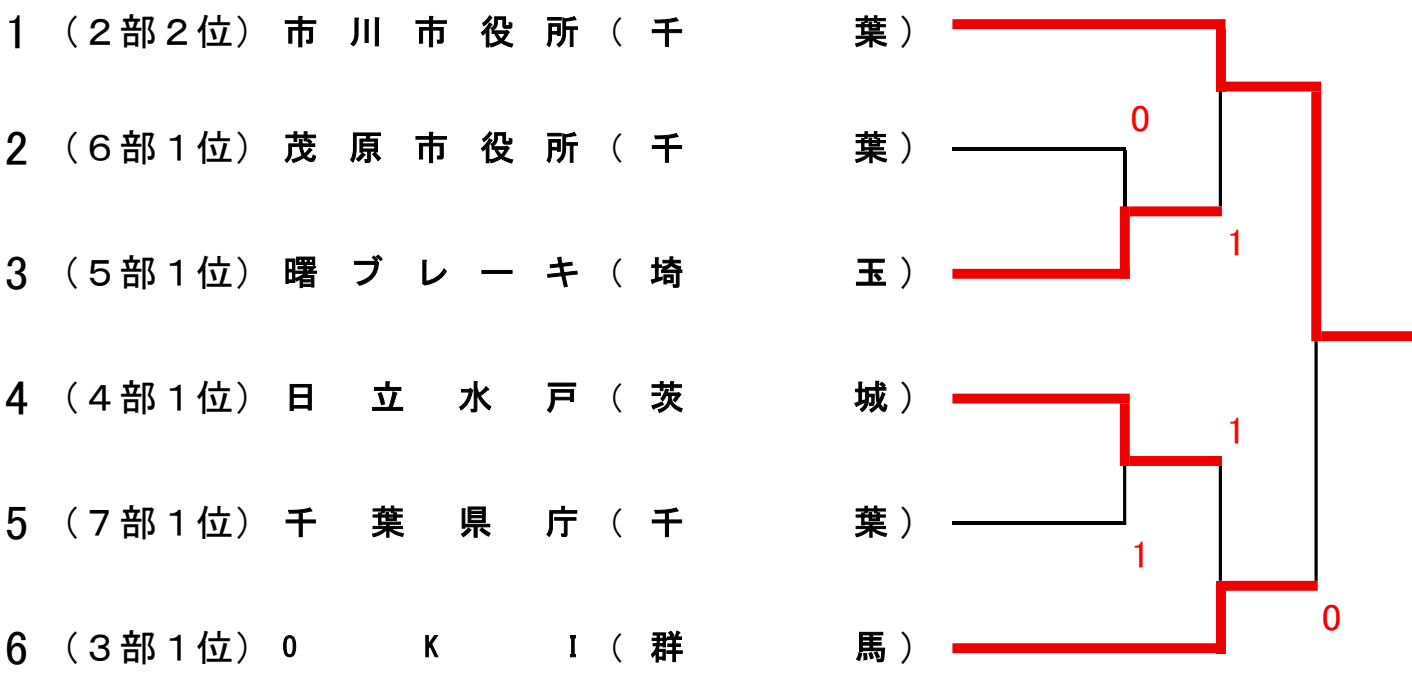 1 （２部２位） 市川市役所（千葉）
0
2 （６部１位） 茂原市役所（千葉）
1
3 （５部１位） 曙ブレーキ（埼玉）
4 （４部１位） 日立水戸（茨城）
1
5 （７部１位） 千葉県庁（千葉）
1
0
6 （３部１位） OKI（群馬）